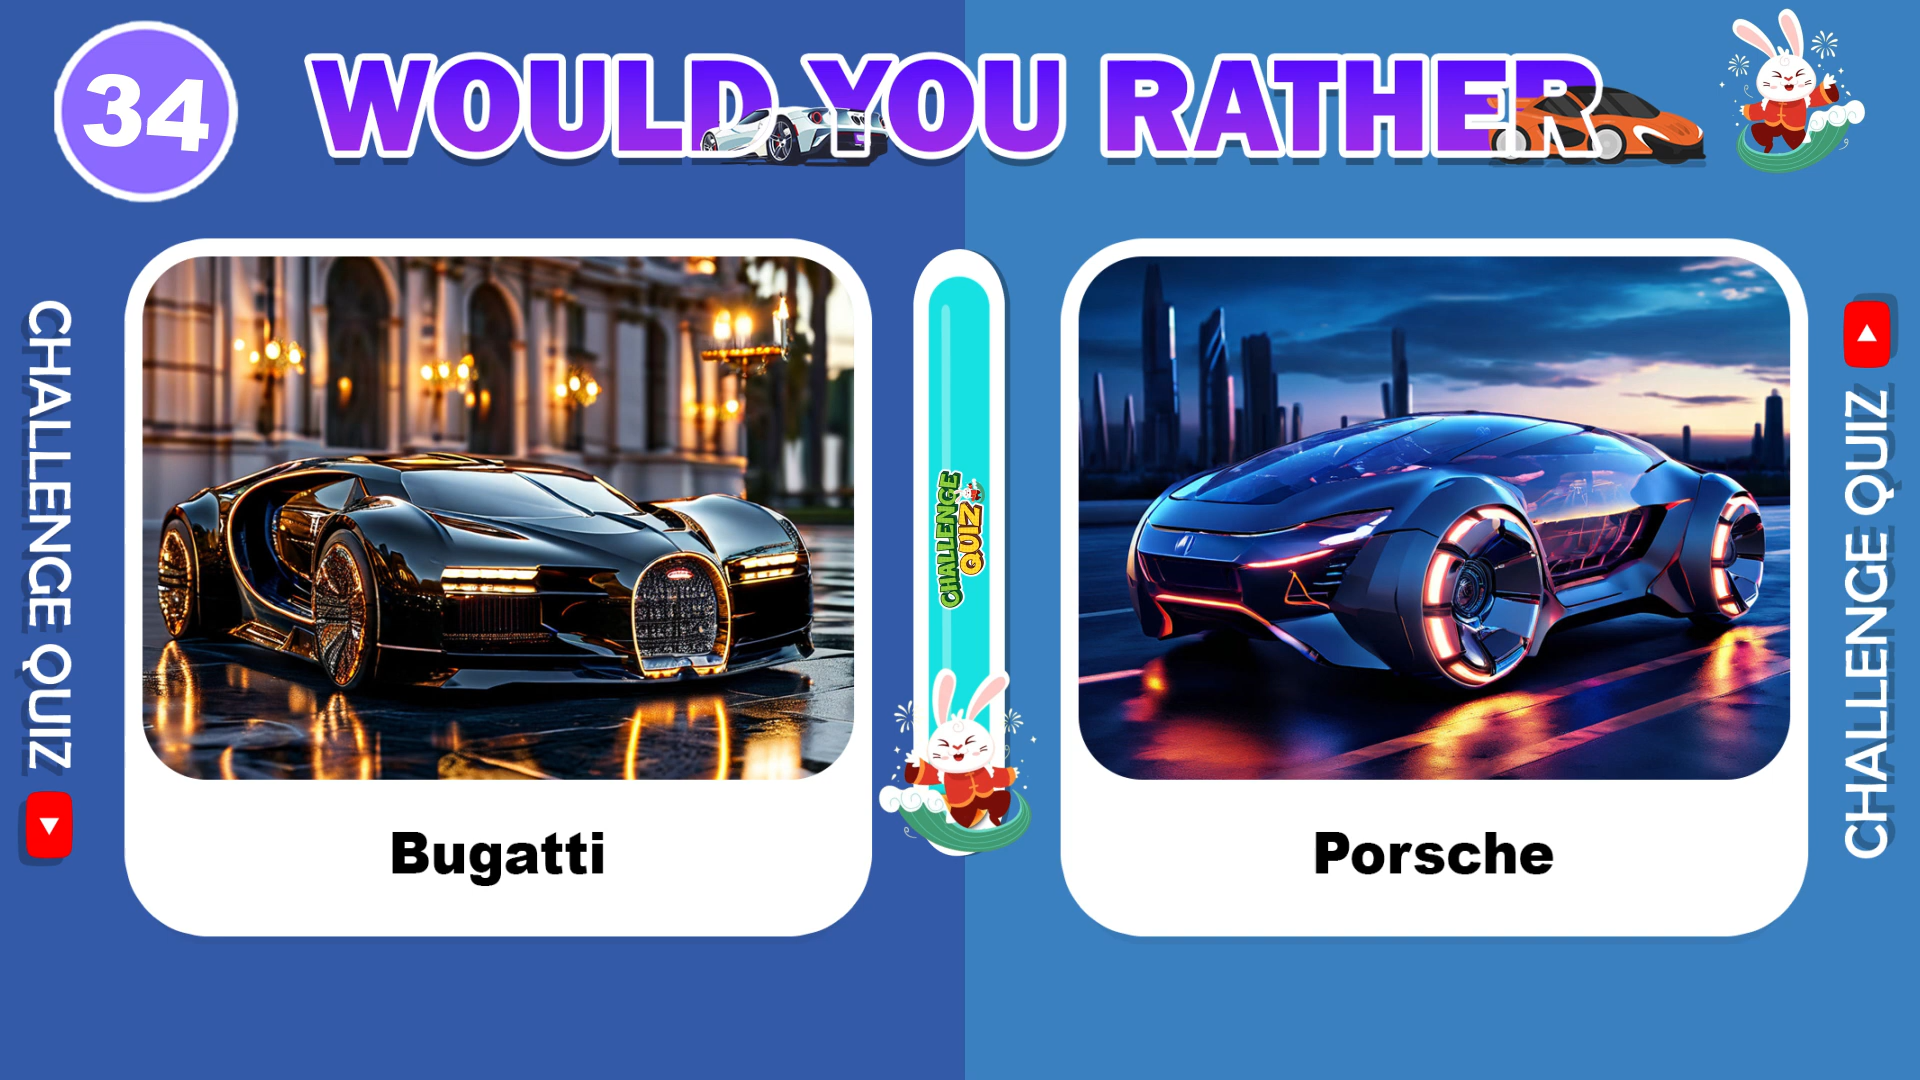 34
WOULD YOU RATHER
CHALLENGE QUIZ
CHALLENGE
QUIZ
CHALLENGE QUIZ
Bugatti
Porsche